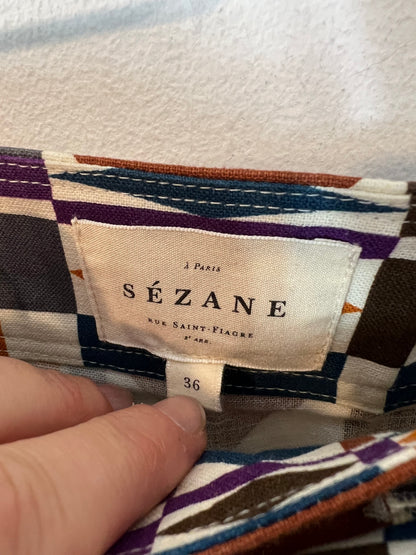 à Paris
SÉZANE
Rue Saint-Fiacre
2ᵉ Arr.
36